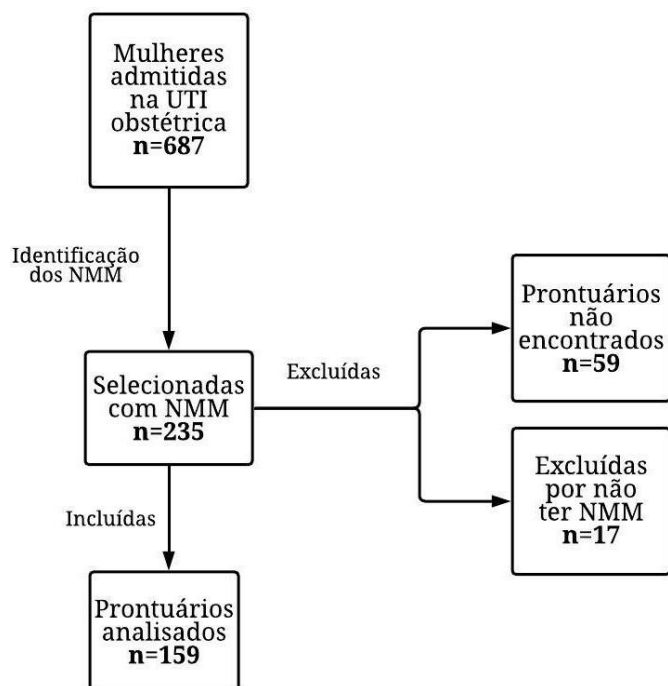 Mulheres
admitidas
na UTI
obstétrica
n=687
Identificação
dos NMM
Selecionadas
com NMM
n=235
Excluídas
Prontuários
não
encontrados
n=59
Excluídas
por não
ter NMM
n=17
Incluídas
Prontuários
analisados
n=159